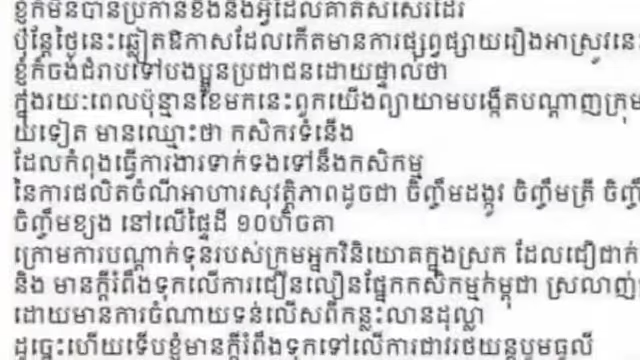 ខ្ញុំក៏មិនបានប្រកាន់ខឹងនឹងអ្វីដែលគាត់សរសេរដែរ
ប៉ុន្តែថ្ងៃនេះឆ្លៀតឱកាសដែលកើតមានការផ្សព្វផ្សាយរឿងអាស្រូវនេះ
ខ្ញុំក៏ចង់ជំរាបទៅបងប្អូនប្រជាជនដោយផ្ទាល់ថា
ក្នុងរយៈពេលប៉ុន្មានខែមកនេះពួកយើងព្យាយាមបង្កើតបណ្តាញក្រុម
យទៀត មានឈ្មោះថា កសិករទំនើង
ដែលកំពុងធ្វើការងារទាក់ទងទៅនឹងកសិកម្ម
នៃការផលិតចំណីអាហារសុវត្ថិភាពដូចជា ចិញ្ចឹមដង្កូវ ចិញ្ចឹមត្រី
ចិញ្ចឹមខ្យង នៅលើផ្ទៃដី ១០ហិចតា
ក្រោមការបណ្តាក់ទុនរបស់ក្រុមអ្នកវិនិយោគក្នុងស្រុក ដែលជឿជាក់
និង មានក្តីរំពឹងទុកលើការជឿនលឿនផ្នែកកសិកម្មកំម្ពុជា ស្រលាញ់
ដោយមានការចំណាយទុនលើសពីកន្លះលានដុល្លា
ដូច្នេះហើយទើបខ្ញុំមានក្តីរំពឹងទុកទៅលើការជាវរថយន្តបូមធូលី